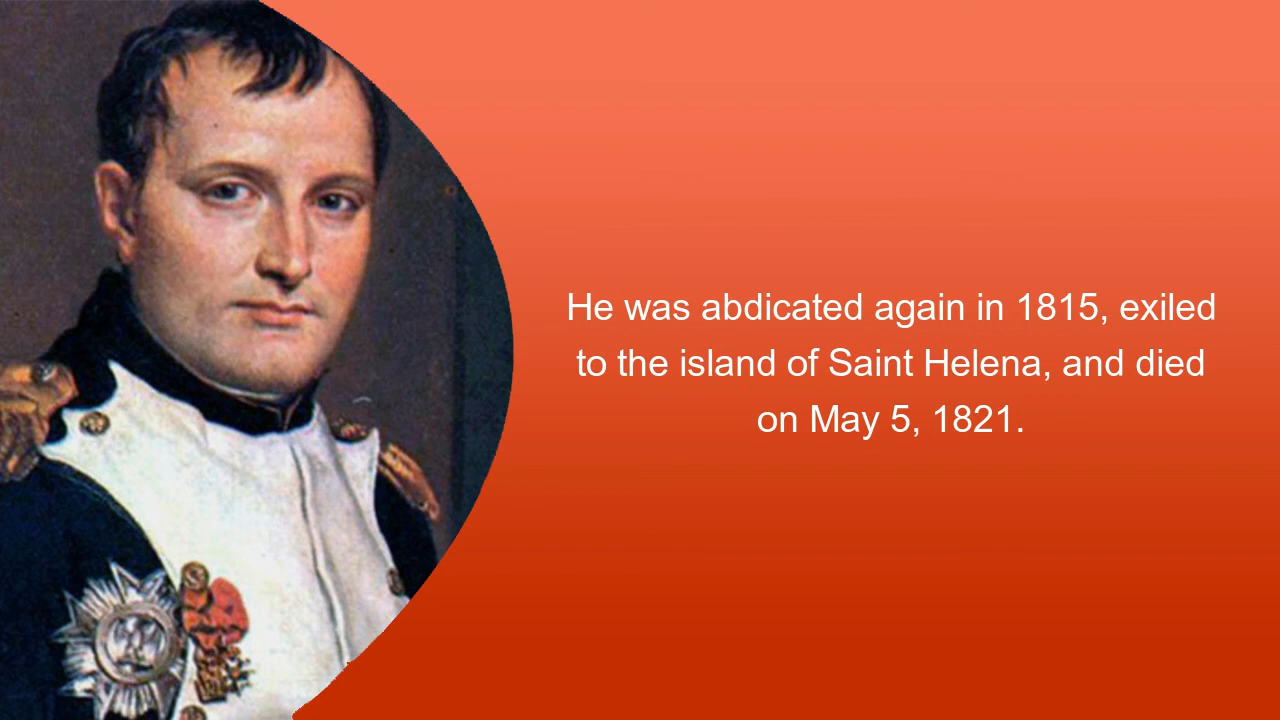 He was abdicated again in 1815, exiled
to the island of Saint Helena, and died
on May 5, 1821.